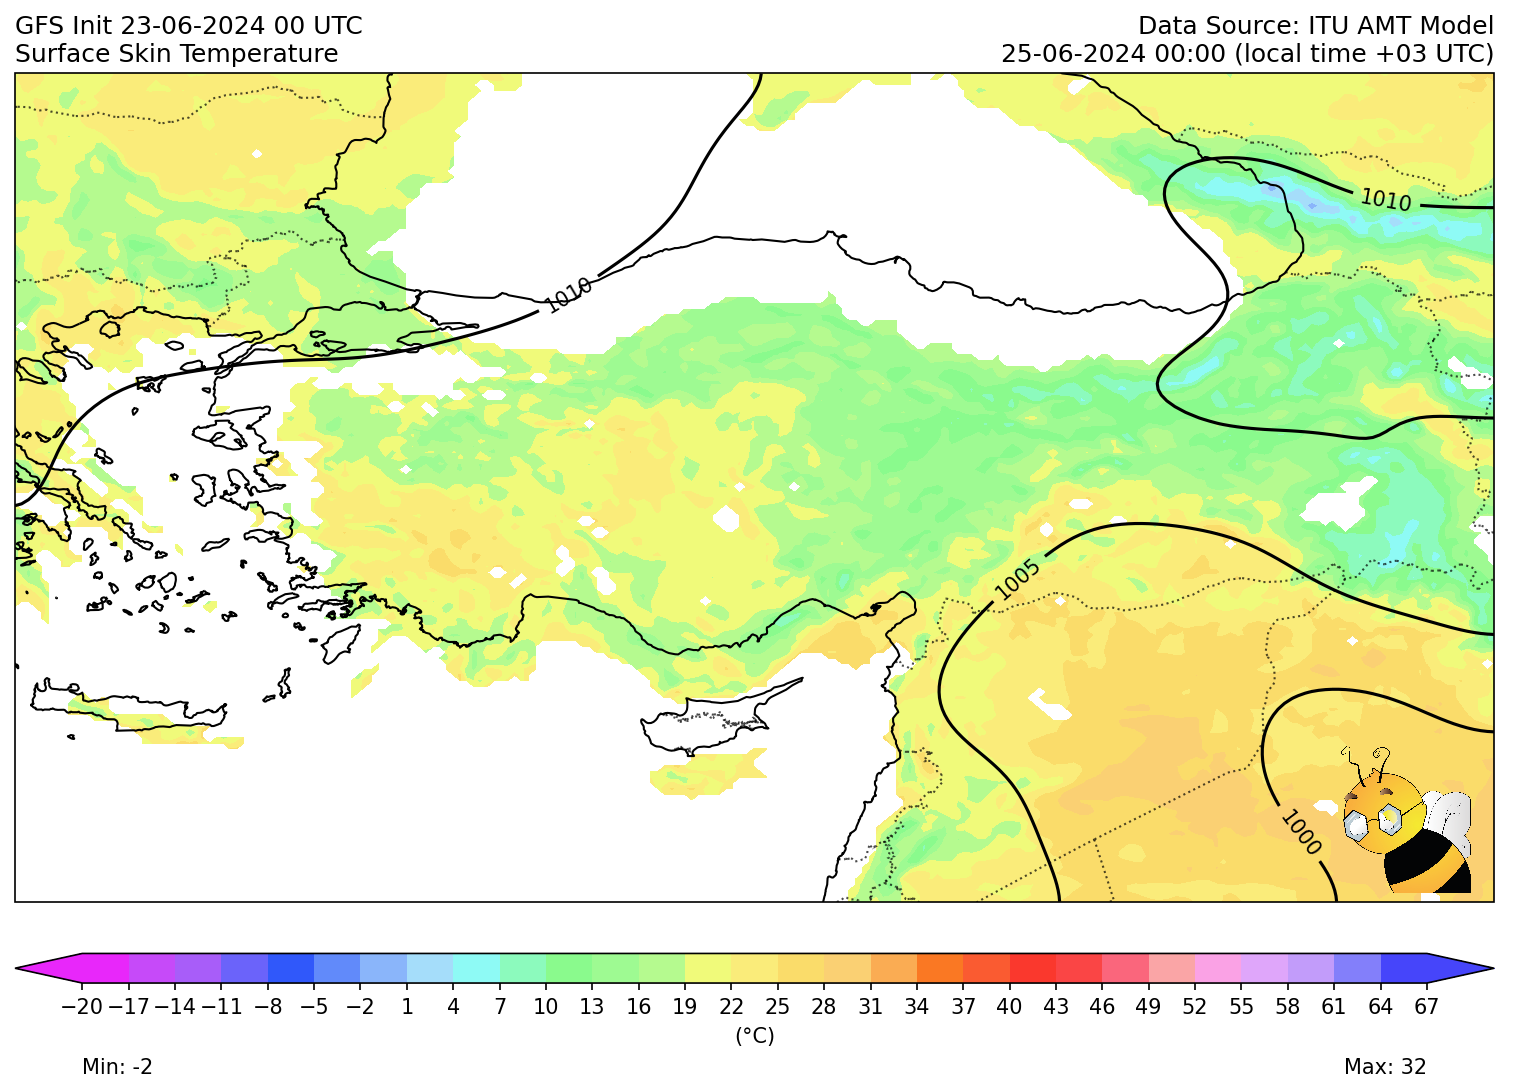 GFS Init 23-06-2024 00 UTC
Surface Skin Temperature
Data Source: ITU AMT Model
25-06-2024 00:00 (local time +03 UTC)
1010
1010
1005
1000
−20 −17 −14 −11 −8 −5 −2 1 4 7 10 13 16 19 22 25 28 31 34 37 40 43 46 49 52 55 58 61 64 67
(°C)
Min: -2
Max: 32